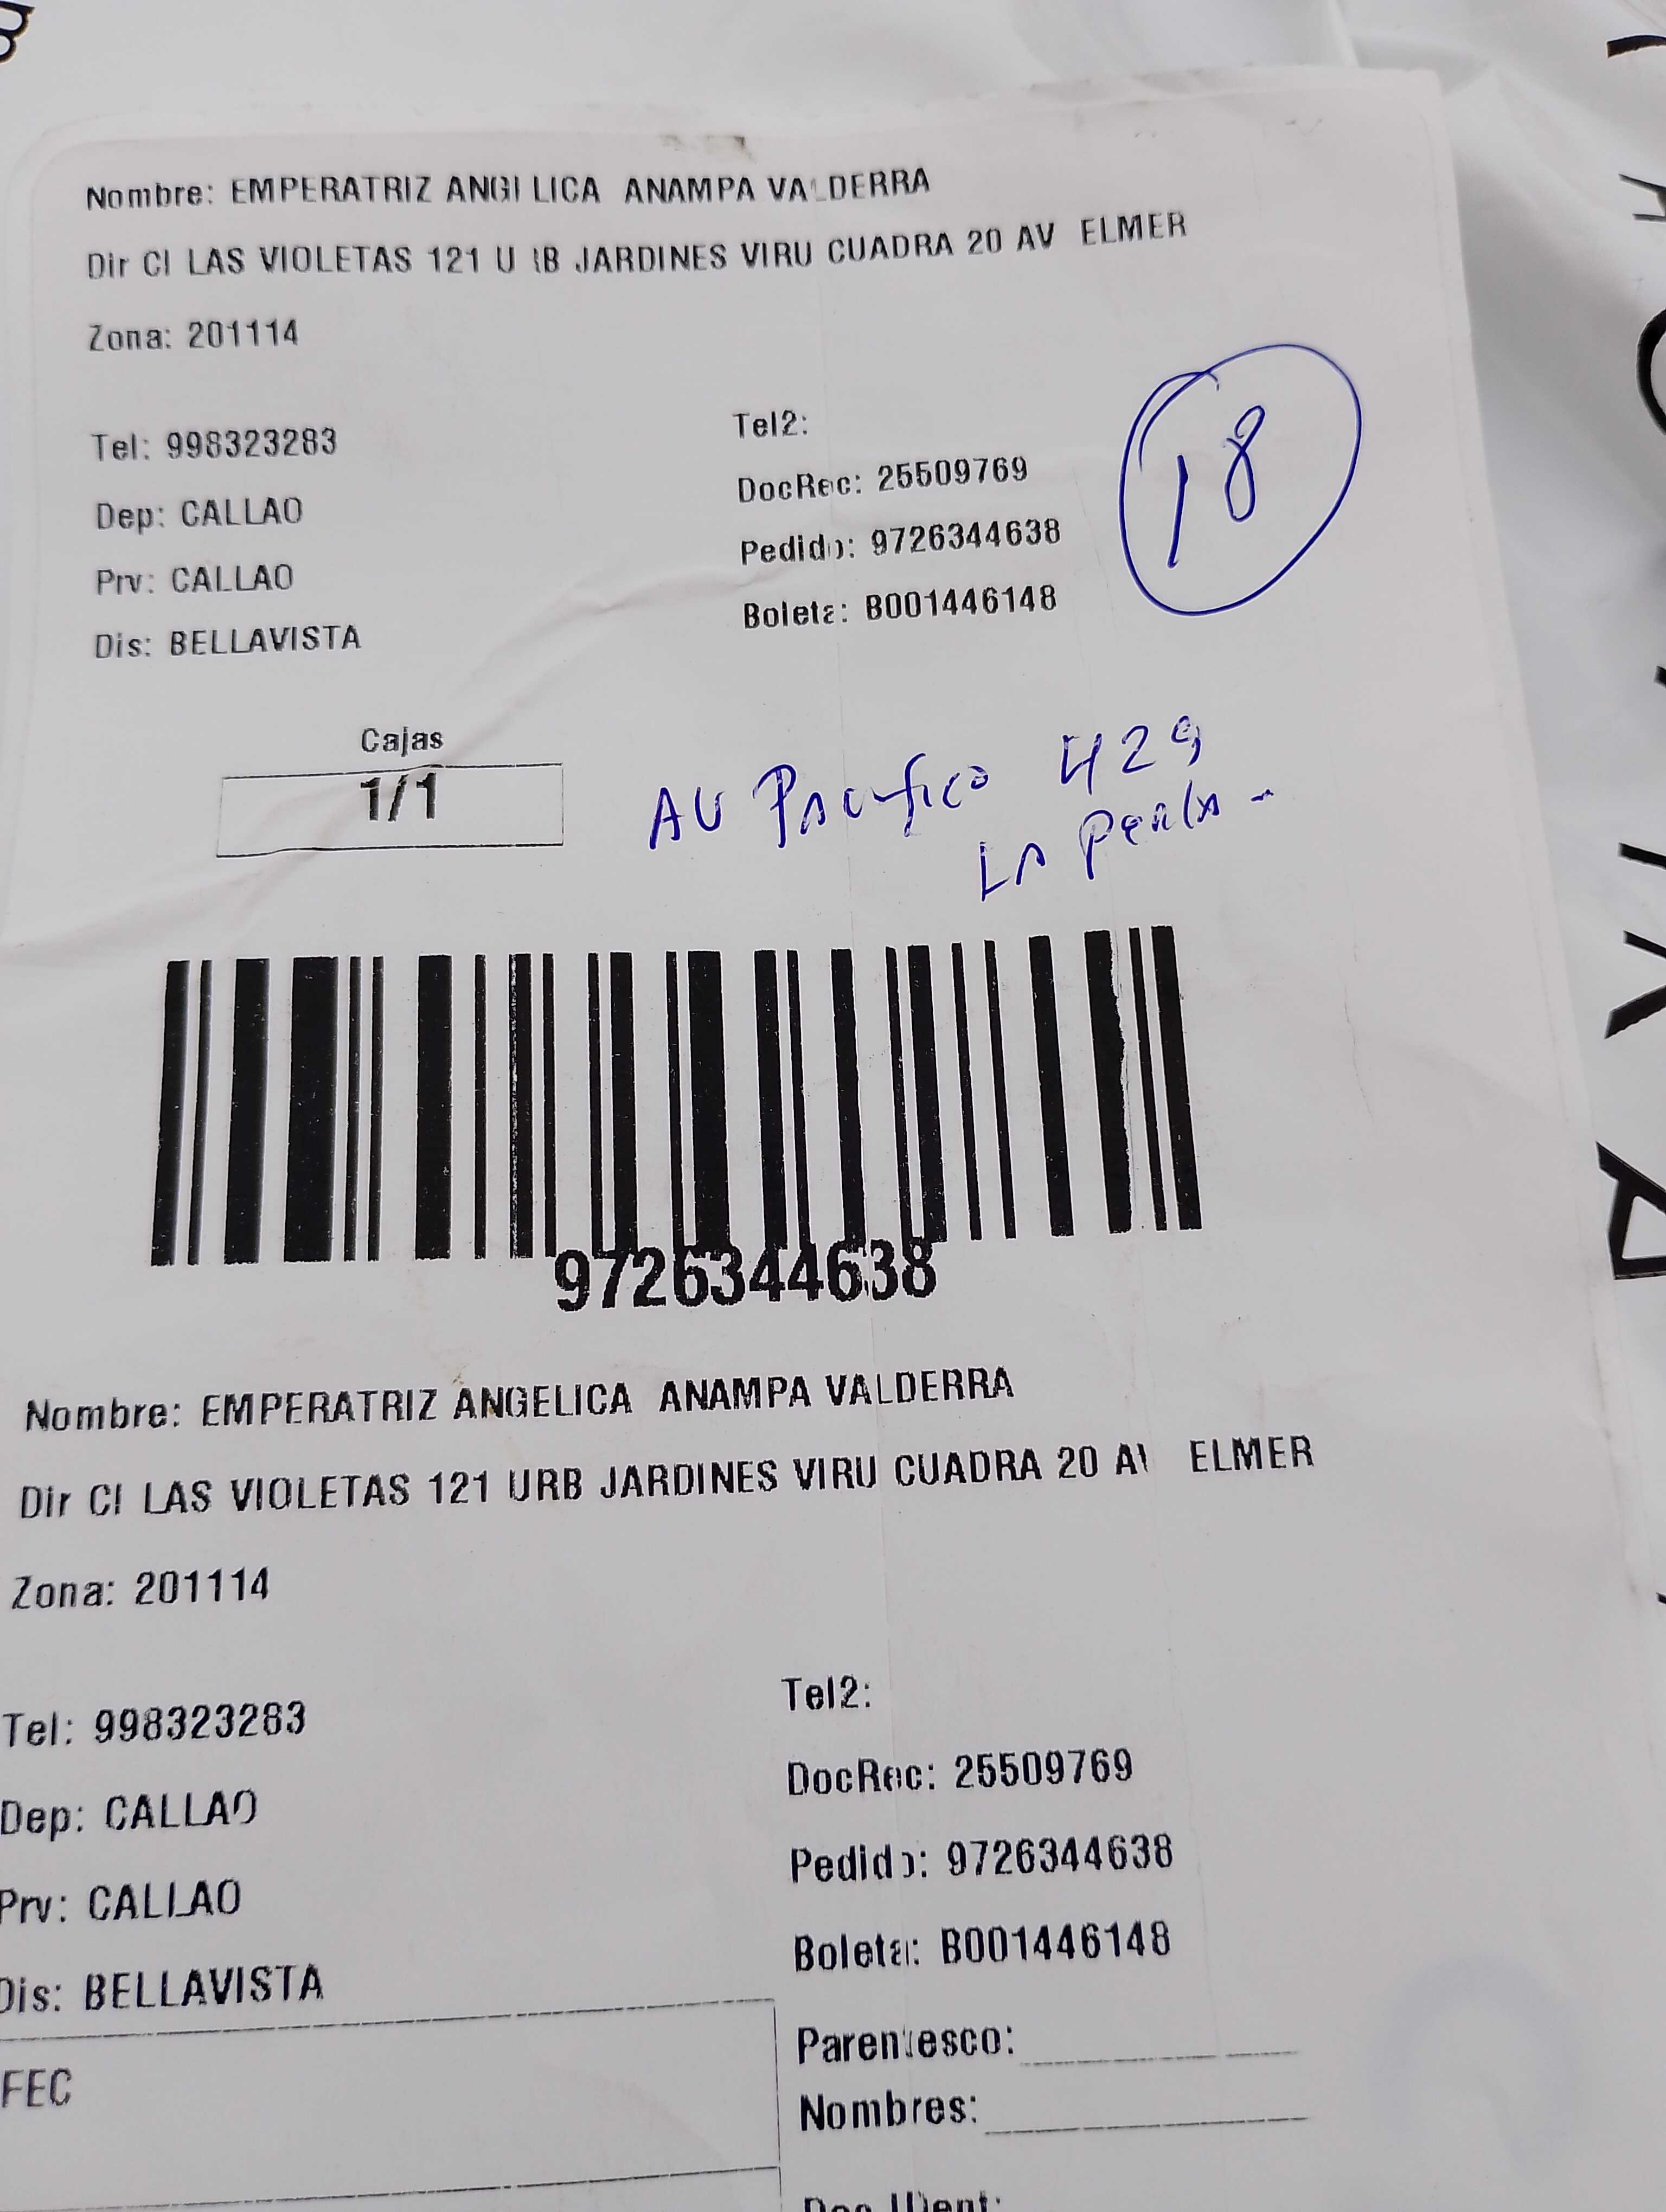 Nombre: EMPERATRIZ ANGELICA ANAMPA VALDERRA
Dir Cl LAS VIOLETAS 121 URB JARDINES VIRU CUADRA 20 AV ELMER
Zona: 201114
Tel: 998323283
Tel2:
Dep: CALLAO
DocRec: 25509769
Prv: CALLAO
Pedido: 9726344638
Dis: BELLAVISTA
Boleta: B001446148
18
Cajas
1/1
AV Pacifico 429
La Perla -
9726344638
Nombre: EMPERATRIZ ANGELICA ANAMPA VALDERRA
Dir Cl LAS VIOLETAS 121 URB JARDINES VIRU CUADRA 20 AV ELMER
Zona: 201114
Tel: 998323283
Tel2:
Dep: CALLAO
DocRec: 25509769
Prv: CALLAO
Pedido: 9726344638
Dis: BELLAVISTA
Boleta: B001446148
FEC
Parentesco:
Nombres: